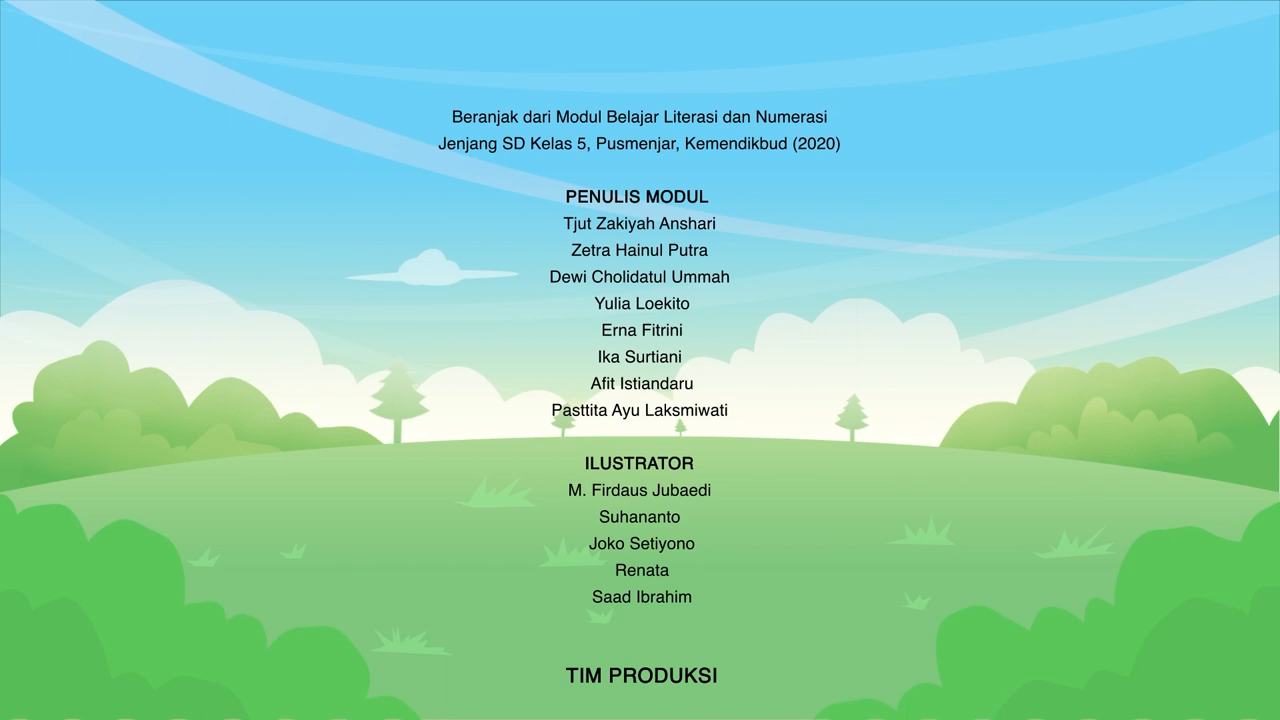 Beranjak dari Modul Belajar Literasi dan Numerasi
Jenjang SD Kelas 5, Pusmenjar, Kemendikbud (2020)
PENULIS MODUL
Tjut Zakiyah Anshari
Zetra Hainul Putra
Dewi Cholidatul Ummah
Yulia Loekito
Erna Fitrini
Ika Surtiani
Afit Istiandaru
Pasttita Ayu Laksmiwati
ILUSTRATOR
M. Firdaus Jubaedi
Suhananto
Joko Setiyono
Renata
Saad Ibrahim
TIM PRODUKSI